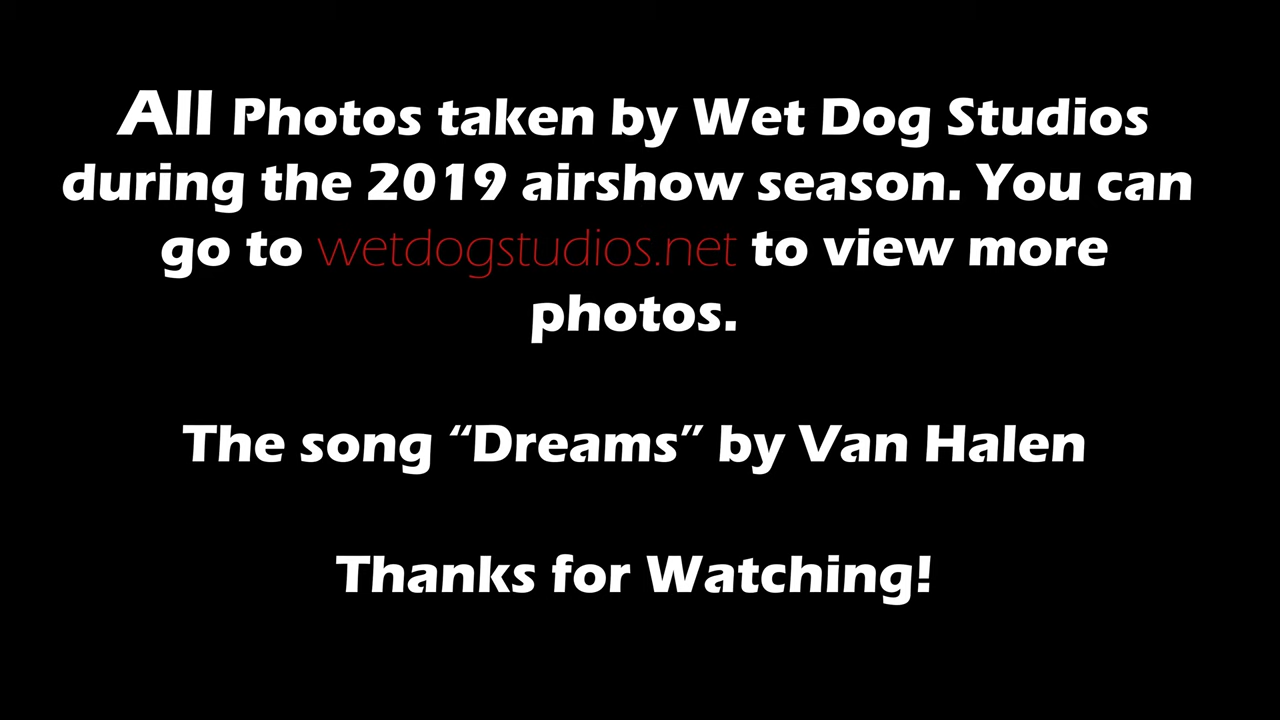 All Photos taken by Wet Dog Studios
during the 2019 airshow season. You can
go to wetdogstudios.net to view more
photos.
The song “Dreams” by Van Halen
Thanks for Watching!